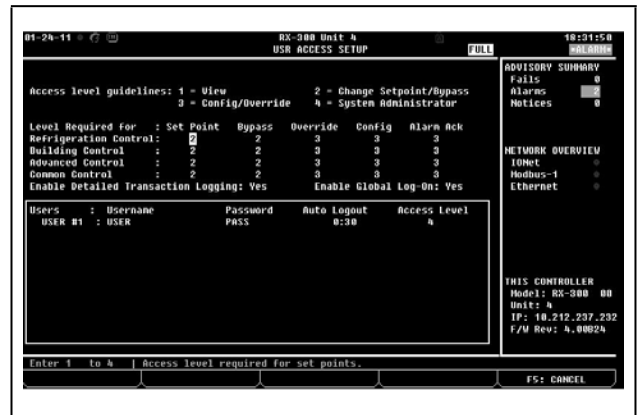 01-24-11 RX-300 Unit 4 18:31:50
USR ACCESS SETUP FULL *ALARM*
ADVISORY SUMMARY
Fails 0
Alarms 2
Notices 0
Access level guidelines: 1 - View 2 - Change Setpoint/Bypass
3 - Config/Override 4 - System Administrator
Level Required for : Set Point Bypass Override Config Alarm Ack
Refrigeration Control: 2 2 3 3 3
Building Control : 2 2 3 3 3
Advanced Control : 2 2 3 3 3
Common Control : 2 2 3 3 3
Enable Detailed Transaction Logging: Yes Enable Global Log-On: Yes
NETWORK OVERVIEW
IONet
Modbus-1
Ethernet
Users : Username Password Auto Logout Access Level
USER #1 : USER PASS 0:30 4
THIS CONTROLLER
Model: RX-300 00
Unit: 4
IP: 10.212.237.232
F/W Rev: 4.00B24
Enter 1 to 4 | Access level required for set points.
F5: CANCEL